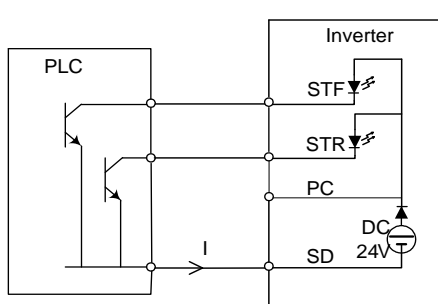 Inverter
PLC
STF
STR
PC
DC
24V
I
SD